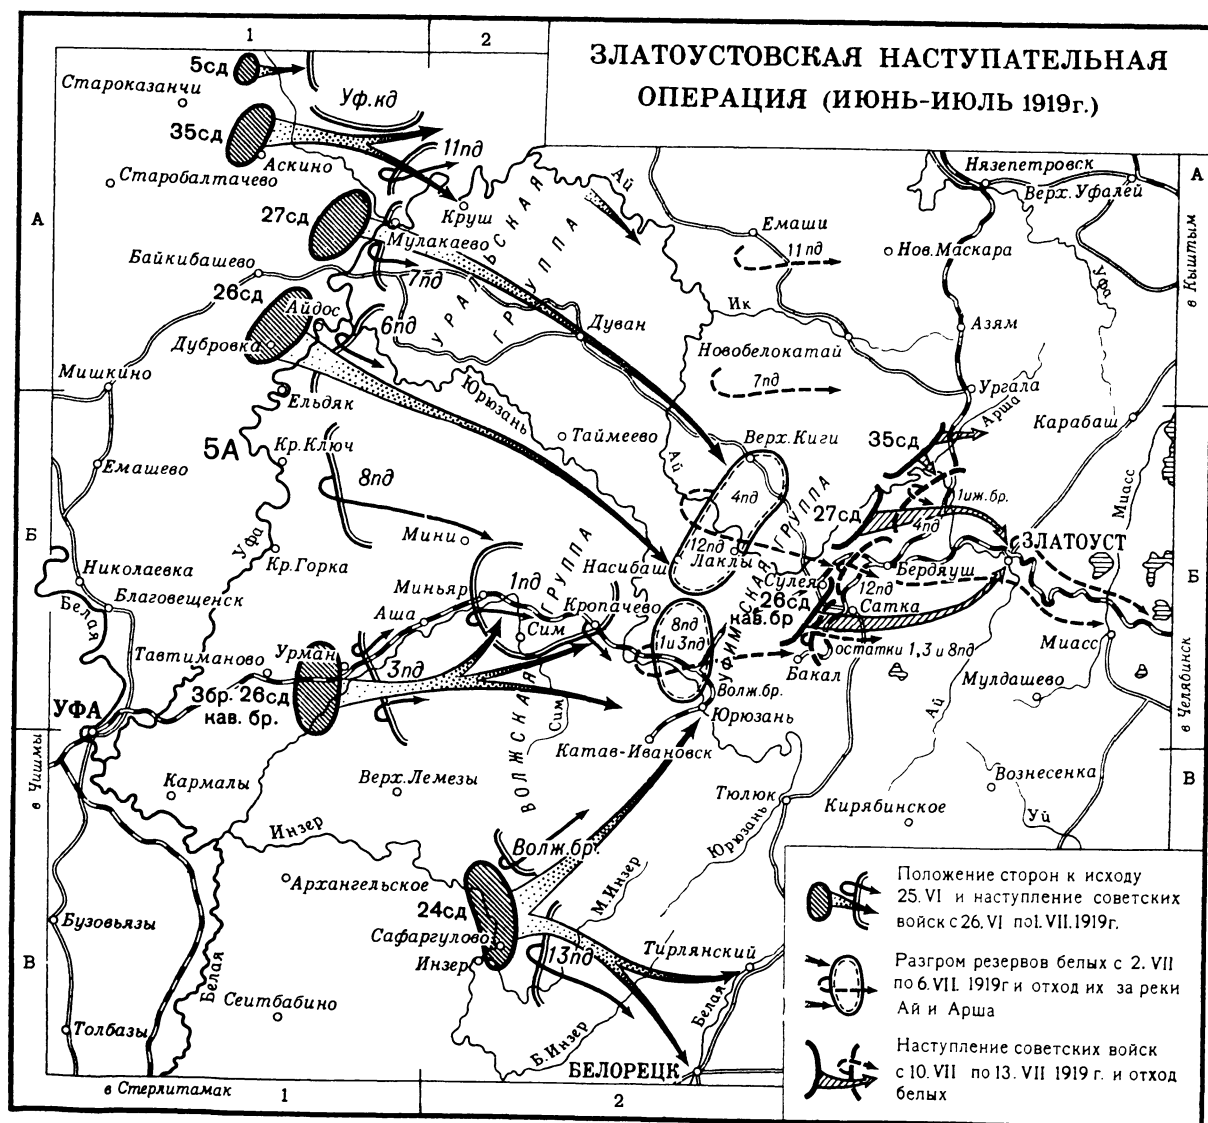 1
2
ЗЛАТОУСТОВСКАЯ НАСТУПАТЕЛЬНАЯ
ОПЕРАЦИЯ (ИЮНЬ-ИЮЛЬ 1919г.)
5сд
Староказанчи
Уф.кд
35сд
Аскино
11пд
Старобалтачево
Круш
27сд
Мулакаево
А
Байкибашево
7пд
26сд
Айдос
6пд
Дубровка
УРАЛЬСКАЯ
ГРУППА
Ай
Емаши
11пд
Нязепетровск
Верх.Уфалей
А
Нов.Маскара
Уфа
в Кыштым
Ик
Азям
Дуван
Новобелокатай
7пд
Ургала
Арша
Карабаш
Мишкино
Ельдяк
Юрюзань
5А
Кр.Ключ
Таймеево
Ай
Верх.Киги
35сд
Емашево
8пд
4пд
ГРУППА
27сд
1иж.бр.
4пд
Миасс
Б
Уфа
Мини
12пд
Лаклы
ЗЛАТОУСТ
Николаевка
Кр.Горка
Насибаш
Бердяуш
Б
Благовещенск
Белая
Миньяр
1пд
ГРУППА
Сулея
12пд
Аша
Кропачево
26сд
кав.бр
Сатка
Сим
8пд
1и3пд
УФИМСКАЯ
остатки 1,3 и 8пд
Миасс
Тавтиманово
Урман
3пд
Бакал
Мулдашево
3бр. 26сд
кав. бр.
Волж.бр.
УФА
Сим
Юрюзань
Ай
в Челябинск
ВОЛЖСКАЯ
Катав-Ивановск
в Чишмы
Кармалы
Верх.Лемезы
Вознесенка
В
Тюлюк
Кирябинское
Инзер
Юрюзань
Уй
Волж.бр.
Архангельское
М.Инзер
24сд
Бузовьязы
Сафаргулово
13пд
Тирлянский
Инзер
В
Белая
Сеитбабино
Белая
Б.Инзер
Толбазы
БЕЛОРЕЦК
в Стерлитамак
1
2
Положение сторон к исходу
25.VI и наступление советских
войск с 26.VI по1.VII.1919г.
Разгром резервов белых с 2.VII
по 6.VII.1919г и отход их за реки
Ай и Арша
Наступление советских войск
с 10.VII по 13.VII 1919 г. и отход
белых